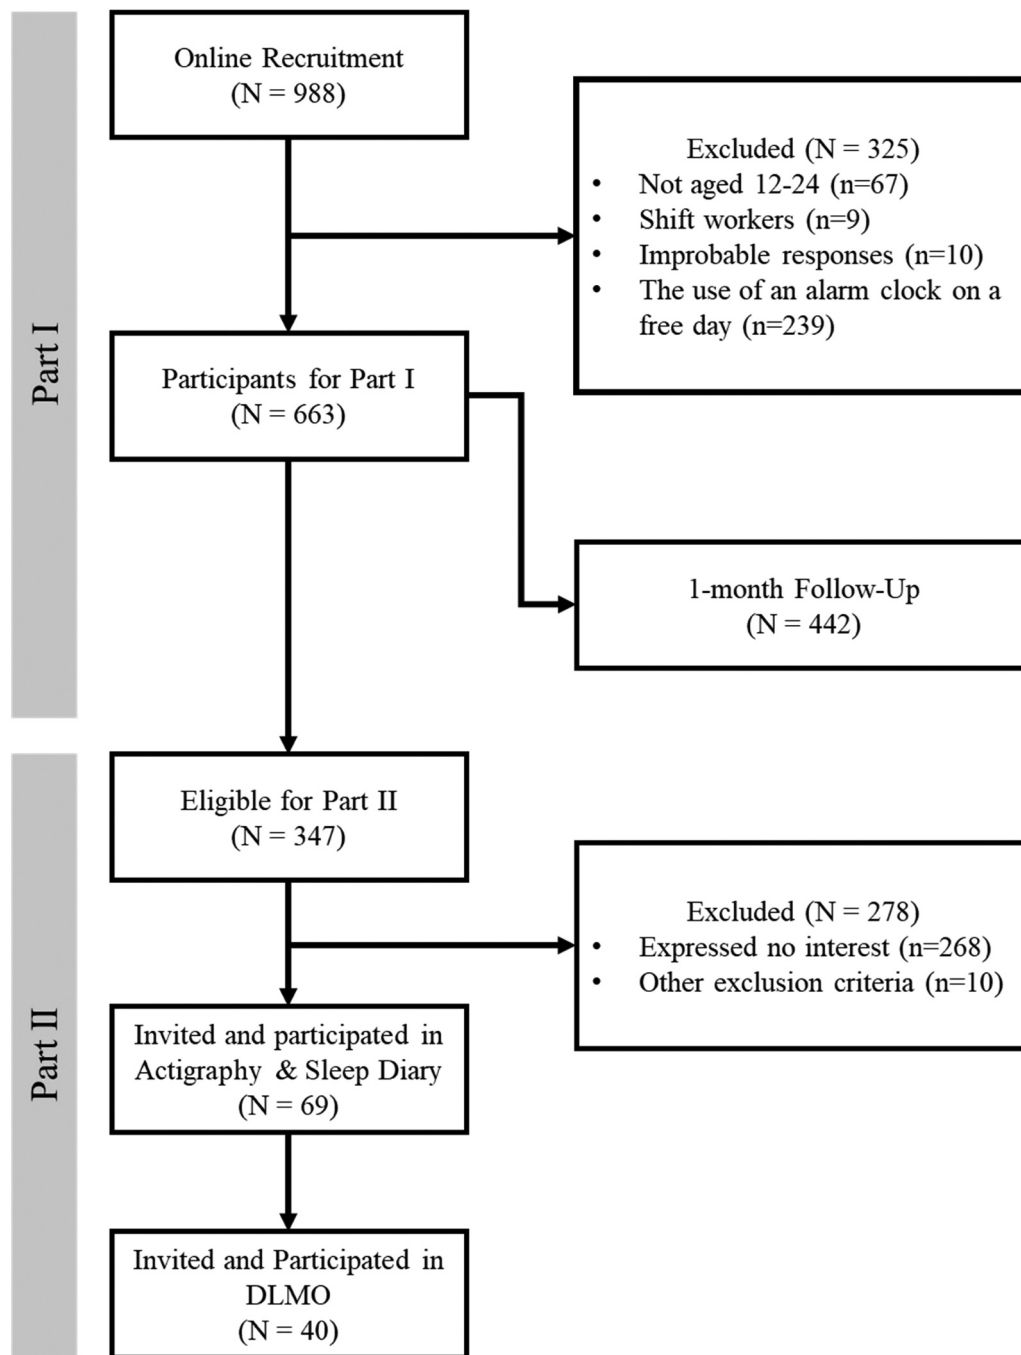 Part I
Online Recruitment
(N = 988)
Excluded (N = 325)
• Not aged 12-24 (n=67)
• Shift workers (n=9)
• Improbable responses (n=10)
• The use of an alarm clock on a
free day (n=239)
Participants for Part I
(N = 663)
1-month Follow-Up
(N = 442)
Part II
Eligible for Part II
(N = 347)
Excluded (N = 278)
• Expressed no interest (n=268)
• Other exclusion criteria (n=10)
Invited and participated in
Actigraphy & Sleep Diary
(N = 69)
Invited and Participated in
DLMO
(N = 40)